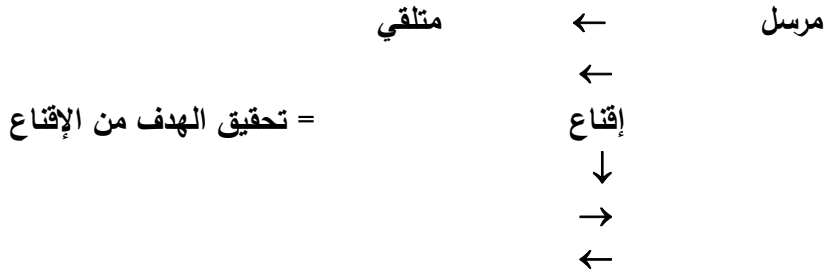 مرسل ← متلقي
←
إقناع = تحقيق الهدف من الإقناع
↓
→
←